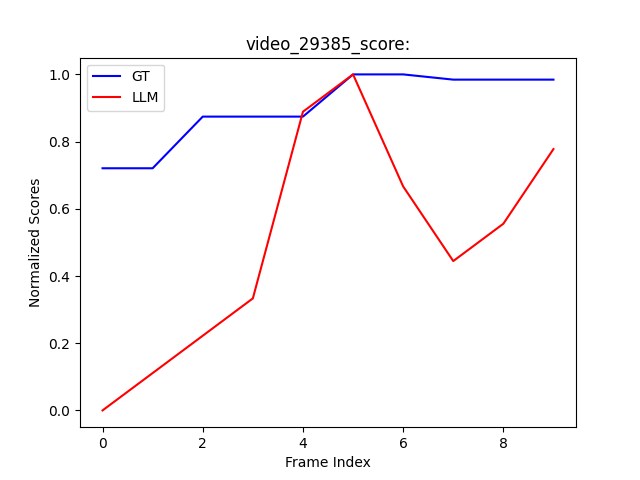 video_29385_score:
GT
LLM
1.0
0.8
0.6
0.4
0.2
0.0
Normalized Scores
0 2 4 6 8
Frame Index